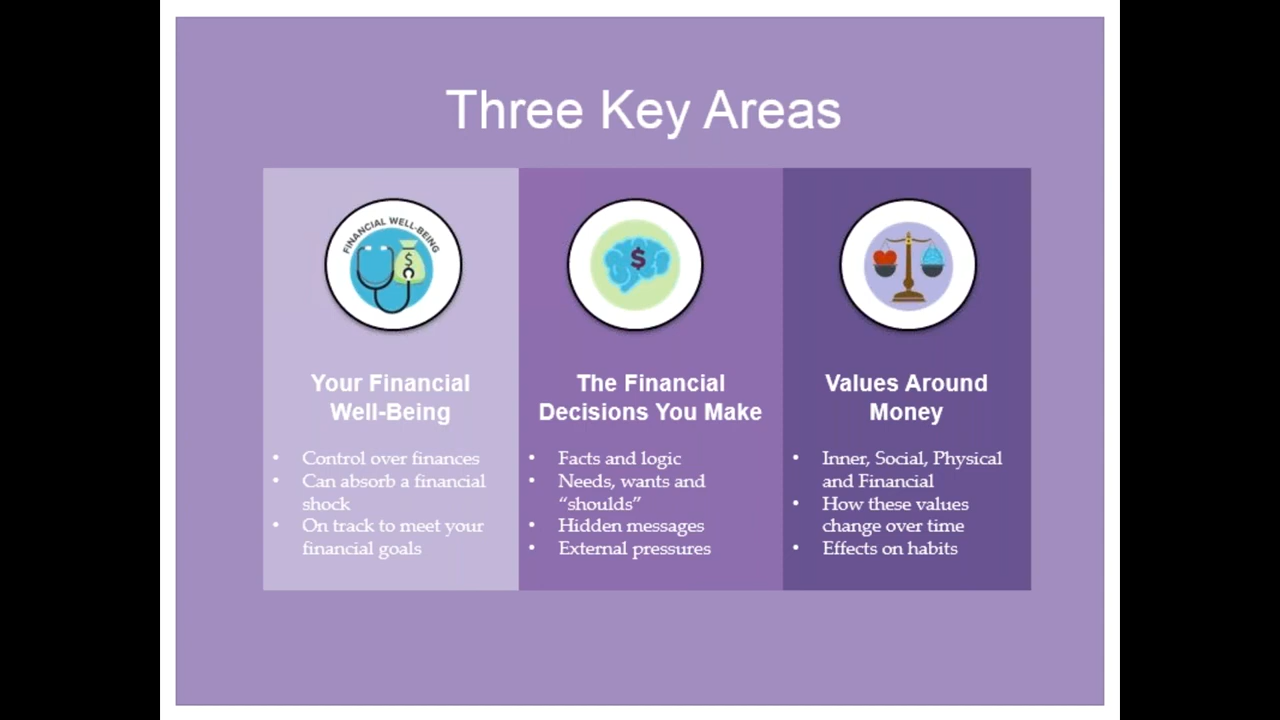 Three Key Areas
FINANCIAL WELL-BEING
$
Your Financial
Well-Being
• Control over finances
• Can absorb a financial
shock
• On track to meet your
financial goals
$
The Financial
Decisions You Make
• Facts and logic
• Needs, wants and
“shoulds”
• Hidden messages
• External pressures
Values Around
Money
• Inner, Social, Physical
and Financial
• How these values
change over time
• Effects on habits